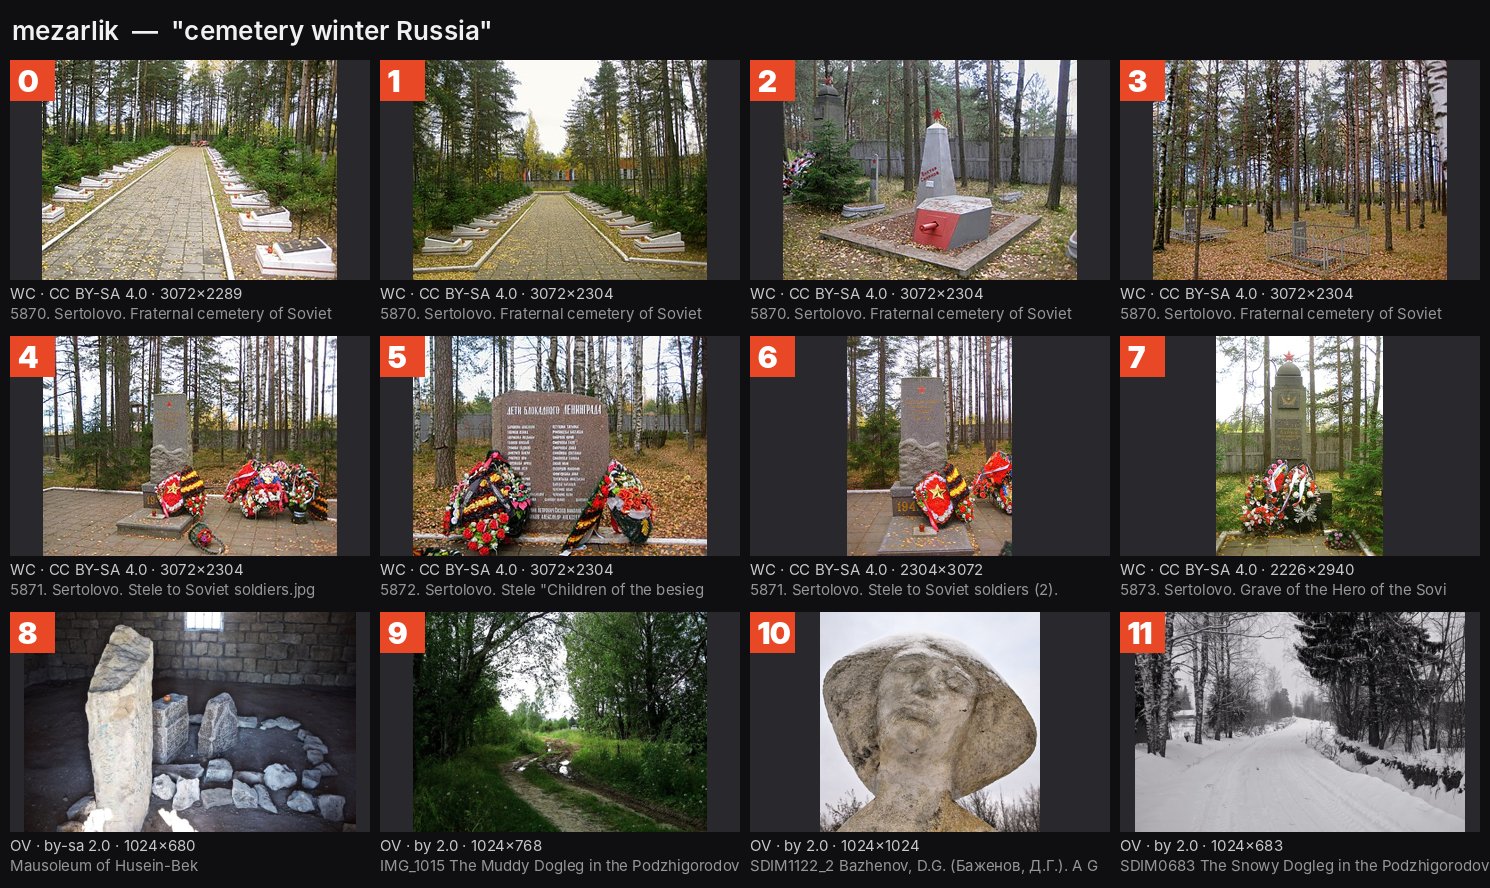 mezarlik — "cemetery winter Russia"
0
1
2
3
WC · CC BY-SA 4.0 · 3072×2289
5870. Sertolovo. Fraternal cemetery of Soviet
WC · CC BY-SA 4.0 · 3072×2304
5870. Sertolovo. Fraternal cemetery of Soviet
WC · CC BY-SA 4.0 · 3072×2304
5870. Sertolovo. Fraternal cemetery of Soviet
WC · CC BY-SA 4.0 · 3072×2304
5870. Sertolovo. Fraternal cemetery of Soviet
4
5
ДЕТИ БЛОКАДНОГО ЛЕНИНГРАДА
6
7
WC · CC BY-SA 4.0 · 3072×2304
5871. Sertolovo. Stele to Soviet soldiers.jpg
WC · CC BY-SA 4.0 · 3072×2304
5872. Sertolovo. Stele "Children of the besieg
WC · CC BY-SA 4.0 · 2304×3072
5871. Sertolovo. Stele to Soviet soldiers (2).
WC · CC BY-SA 4.0 · 2226×2940
5873. Sertolovo. Grave of the Hero of the Sovi
8
9
10
11
OV · by-sa 2.0 · 1024×680
Mausoleum of Husein-Bek
OV · by 2.0 · 1024×768
IMG_1015 The Muddy Dogleg in the Podzhigorodov
OV · by 2.0 · 1024×1024
SDIM1122_2 Bazhenov, D.G. (Баженов, Д.Г.). A G
OV · by 2.0 · 1024×683
SDIM0683 The Snowy Dogleg in the Podzhigorodov